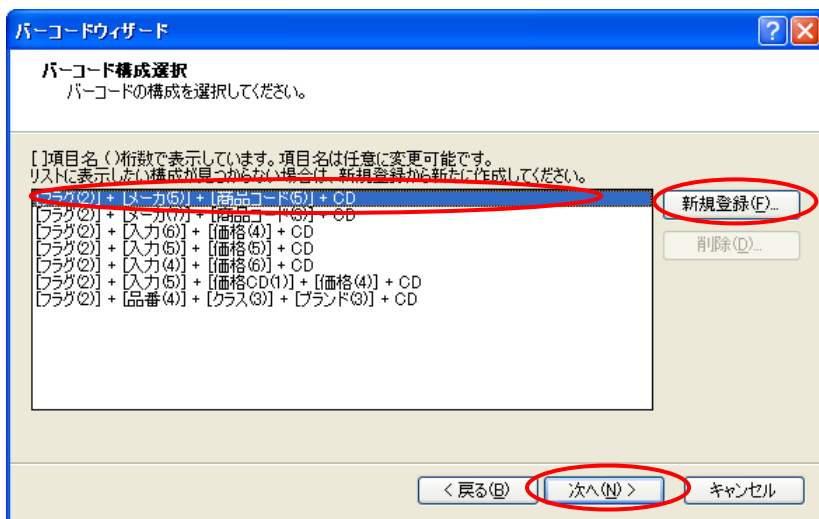 バーコードウィザード
バーコード構成選択
バーコードの構成を選択してください。
[ ]項目名 ( )桁数で表示しています。項目名は任意に変更可能です。
リストに表示したい構成が見つからない場合は、新規登録から新たに作成してください。
[フラグ(2)] + [メーカ(5)] + [商品コード(5)] + CD
[フラグ(2)] + [メーカ(7)] + [商品コード(3)] + CD
[フラグ(2)] + [入力(6)] + [価格(4)] + CD
[フラグ(2)] + [入力(5)] + [価格(5)] + CD
[フラグ(2)] + [入力(4)] + [価格(6)] + CD
[フラグ(2)] + [入力(5)] + [価格CD(1)] + [価格(4)] + CD
[フラグ(2)] + [品番(4)] + [クラス(3)] + [ブランド(3)] + CD
新規登録(F)...
削除(D)...
< 戻る(B)
次へ(N) >
キャンセル